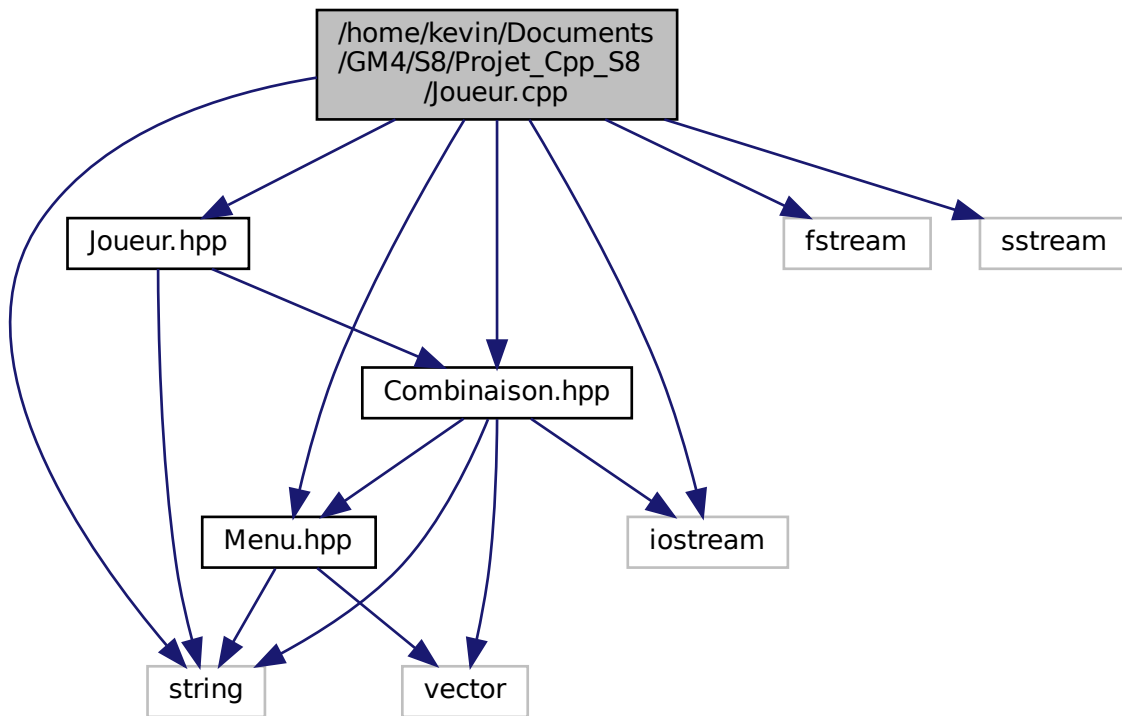 /home/kevin/Documents
/GM4/S8/Projet_Cpp_S8
/Joueur.cpp
Joueur.hpp
fstream
sstream
Combinaison.hpp
Menu.hpp
iostream
string
vector